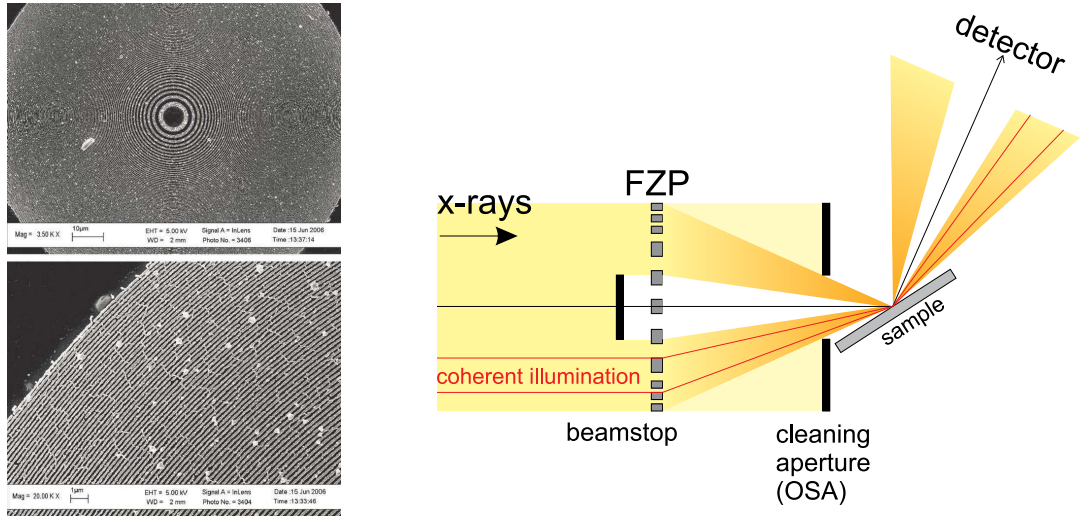 Mag = 3.50 K X
10µm
EHT = 5.00 kV
WD = 2 mm
Signal A = InLens
Photo No. = 3406
Date :15 Jun 2006
Time :13:37:14
Mag = 20.00 K X
1µm
EHT = 5.00 kV
WD = 2 mm
Signal A = InLens
Photo No. = 3404
Date :15 Jun 2006
Time :13:33:46
detector
FZP
x-rays
sample
coherent illumination
beamstop
cleaning
aperture
(OSA)